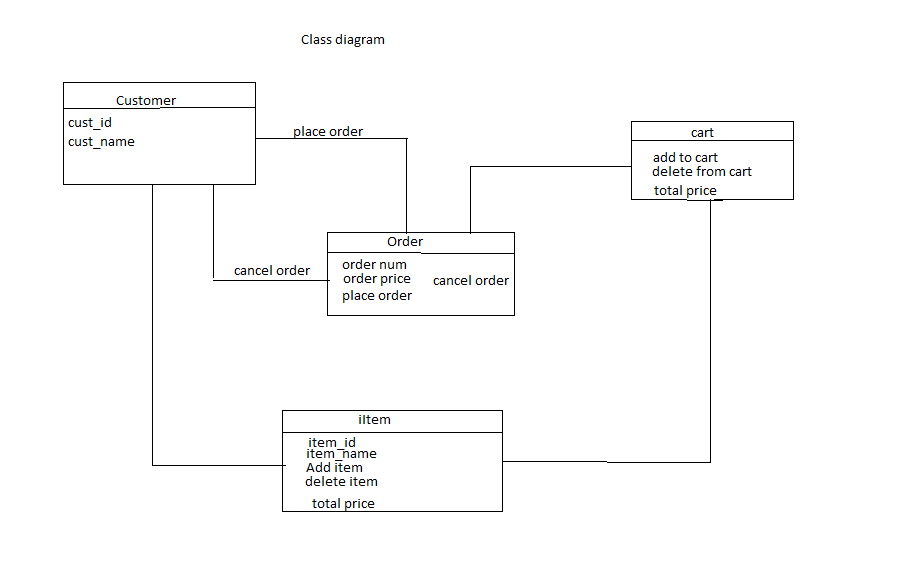 Class diagram
Customer
cust_id
cust_name
place order
cart
add to cart
delete from cart
total price
Order
order num
order price
place order
cancel order
cancel order
iItem
item_id
item_name
Add item
delete item
total price